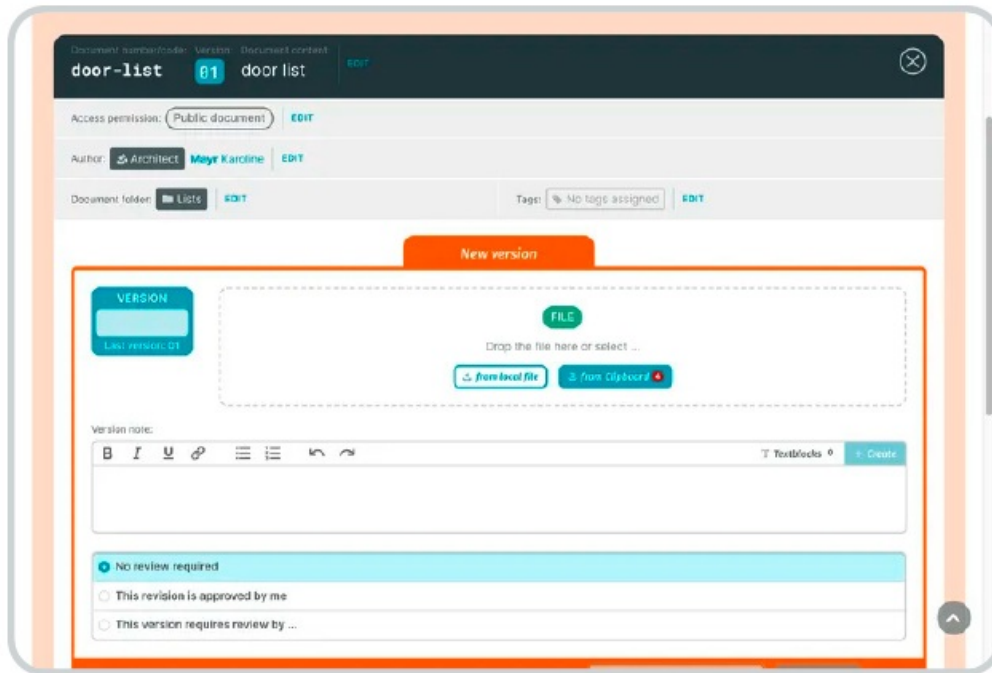 Document number/code: Version Document content
door-list 01 door list EDIT
Access permission: Public document EDIT
Author: Architect Mayr Karoline EDIT
Document folder: Lists EDIT Tags: No tags assigned EDIT
New version
VERSION
Last version: 01
FILE
Drop the file here or select ...
from local file from Clipboard 4
Version note:
B I U Textblocks 0 + Create
No review required
This revision is approved by me
This version requires review by ...